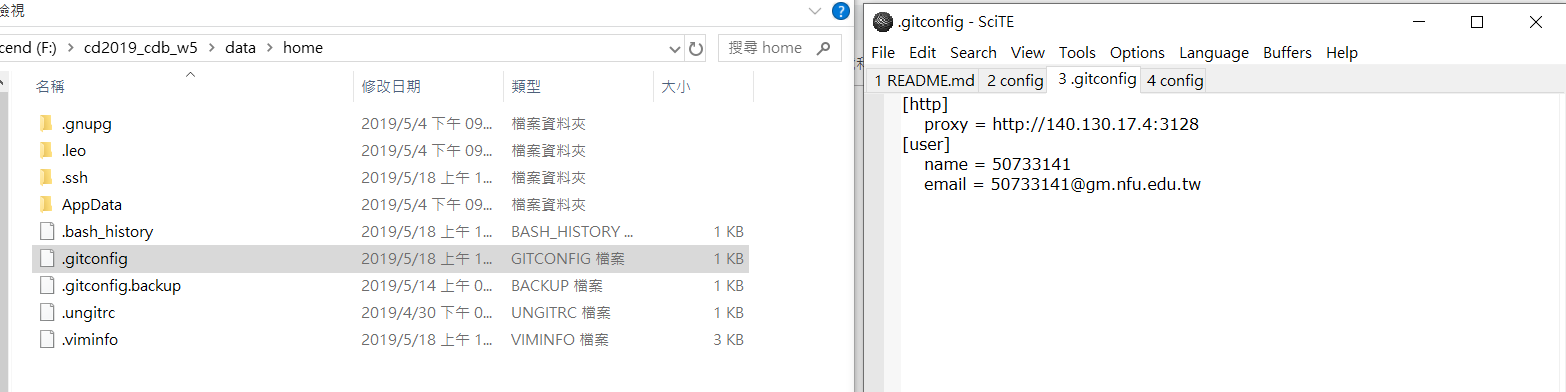 檢視
cend (F:) > cd2019_cdb_w5 > data > home
搜尋 home
名稱 修改日期 類型 大小
.gnupg 2019/5/4 下午 09... 檔案資料夾
.leo 2019/5/4 下午 09... 檔案資料夾
.ssh 2019/5/18 上午 1... 檔案資料夾
AppData 2019/5/4 下午 09... 檔案資料夾
.bash_history 2019/5/18 上午 1... BASH_HISTORY ... 1 KB
.gitconfig 2019/5/18 上午 1... GITCONFIG 檔案 1 KB
.gitconfig.backup 2019/5/14 上午 0... BACKUP 檔案 1 KB
.ungitrc 2019/4/30 下午 0... UNGITRC 檔案 1 KB
.viminfo 2019/5/18 上午 1... VIMINFO 檔案 3 KB
.gitconfig - SciTE
File Edit Search View Tools Options Language Buffers Help
1 README.md 2 config 3 .gitconfig 4 config
[http]
proxy = http://140.130.17.4:3128
[user]
name = 50733141
email = 50733141@gm.nfu.edu.tw